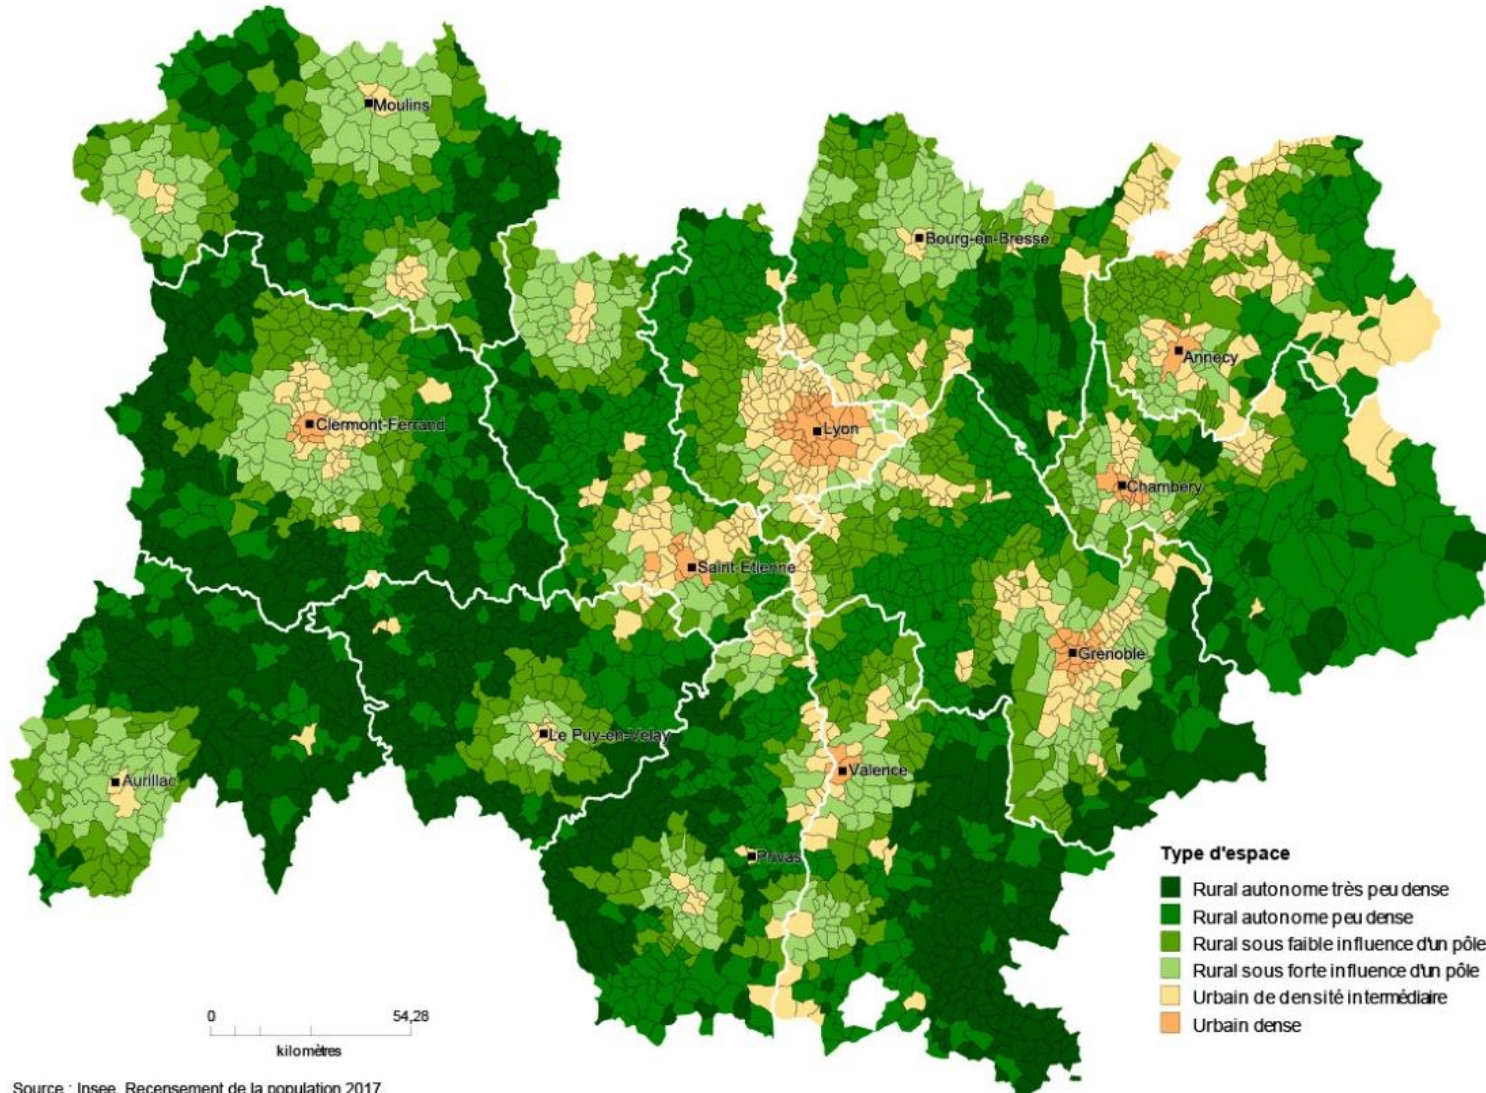 Moulins
Bourg-en-Bresse
Annecy
Clermont-Ferrand
Lyon
Chambéry
Saint-Etienne
Grenoble
Le Puy-en-Velay
Aurillac
Valence
Privas
Type d'espace
Rural autonome très peu dense
Rural autonome peu dense
Rural sous faible influence d'un pôle
Rural sous forte influence d'un pôle
Urbain de densité intermédiaire
Urbain dense
0 54,28
kilomètres
Source : Insee, Recensement de la population 2017